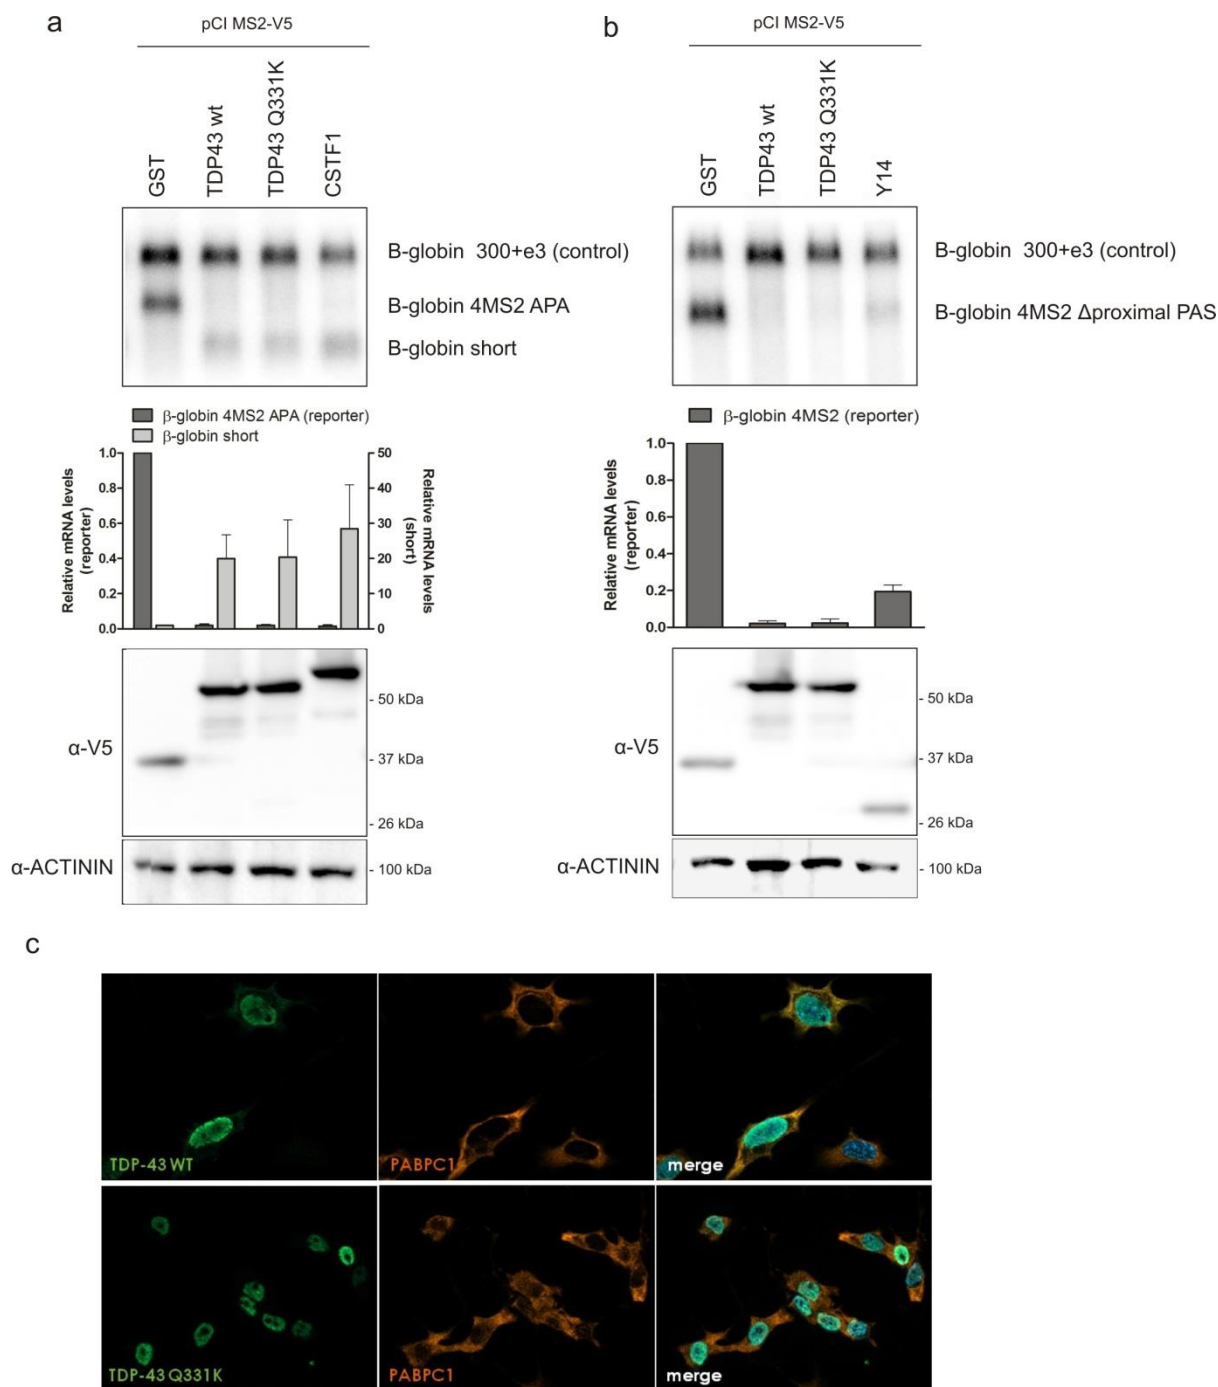 a
pCI MS2-V5
GST
TDP43 wt
TDP43 Q331K
CSTF1
B-globin 300+e3 (control)
B-globin 4MS2 APA
B-globin short
β-globin 4MS2 APA (reporter)
β-globin short
Relative mRNA levels
(reporter)
1.0
0.8
0.6
0.4
0.2
0.0
50
40
30
20
10
0
Relative mRNA levels
(short)
α-V5
- 50 kDa
- 37 kDa
- 26 kDa
α-ACTININ
- 100 kDa
b
pCI MS2-V5
GST
TDP43 wt
TDP43 Q331K
Y14
B-globin 300+e3 (control)
B-globin 4MS2 Δproximal PAS
β-globin 4MS2 (reporter)
Relative mRNA levels
(reporter)
1.0
0.8
0.6
0.4
0.2
0.0
α-V5
- 50 kDa
- 37 kDa
- 26 kDa
α-ACTININ
- 100 kDa
c
TDP-43 WT
PABPC1
merge
TDP-43 Q331K
PABPC1
merge